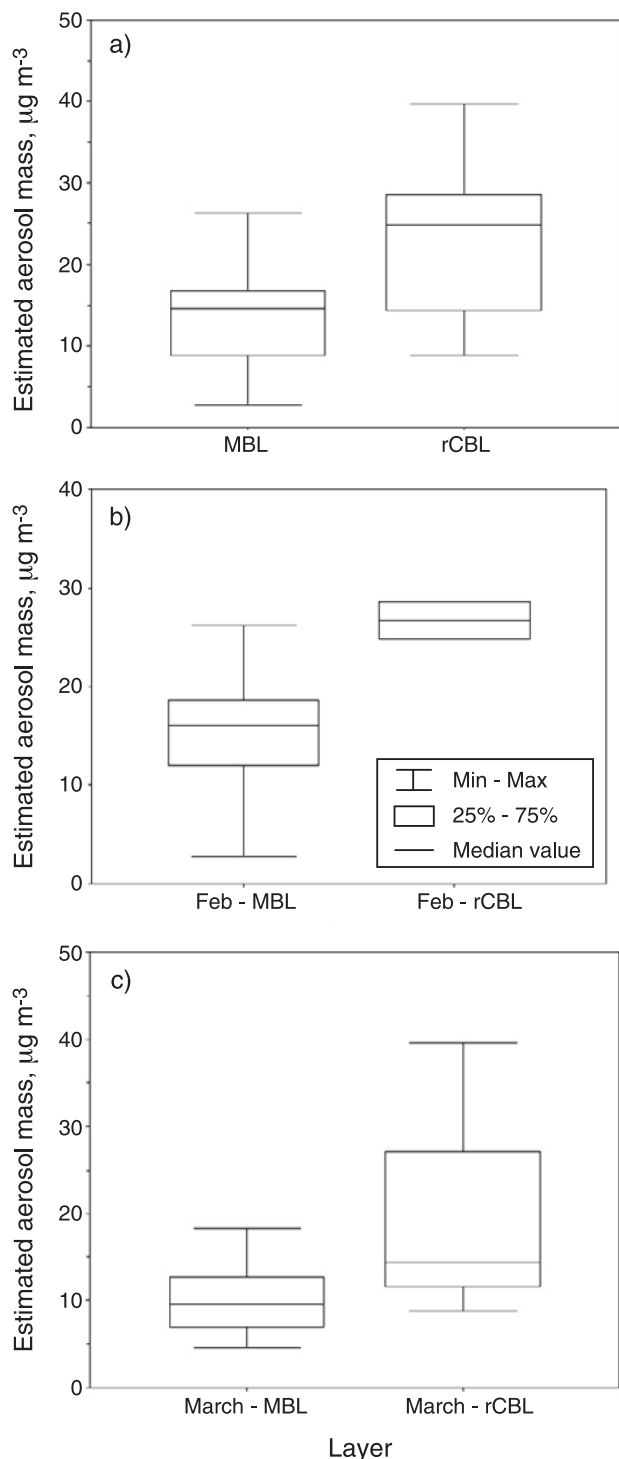 a)
Estimated aerosol mass, μg m-3
50
40
30
20
10
0
MBL rCBL
b)
Estimated aerosol mass, μg m-3
40
30
20
10
0
Min - Max
25% - 75%
Median value
Feb - MBL Feb - rCBL
c)
Estimated aerosol mass, μg m-3
50
40
30
20
10
0
March - MBL March - rCBL
Layer